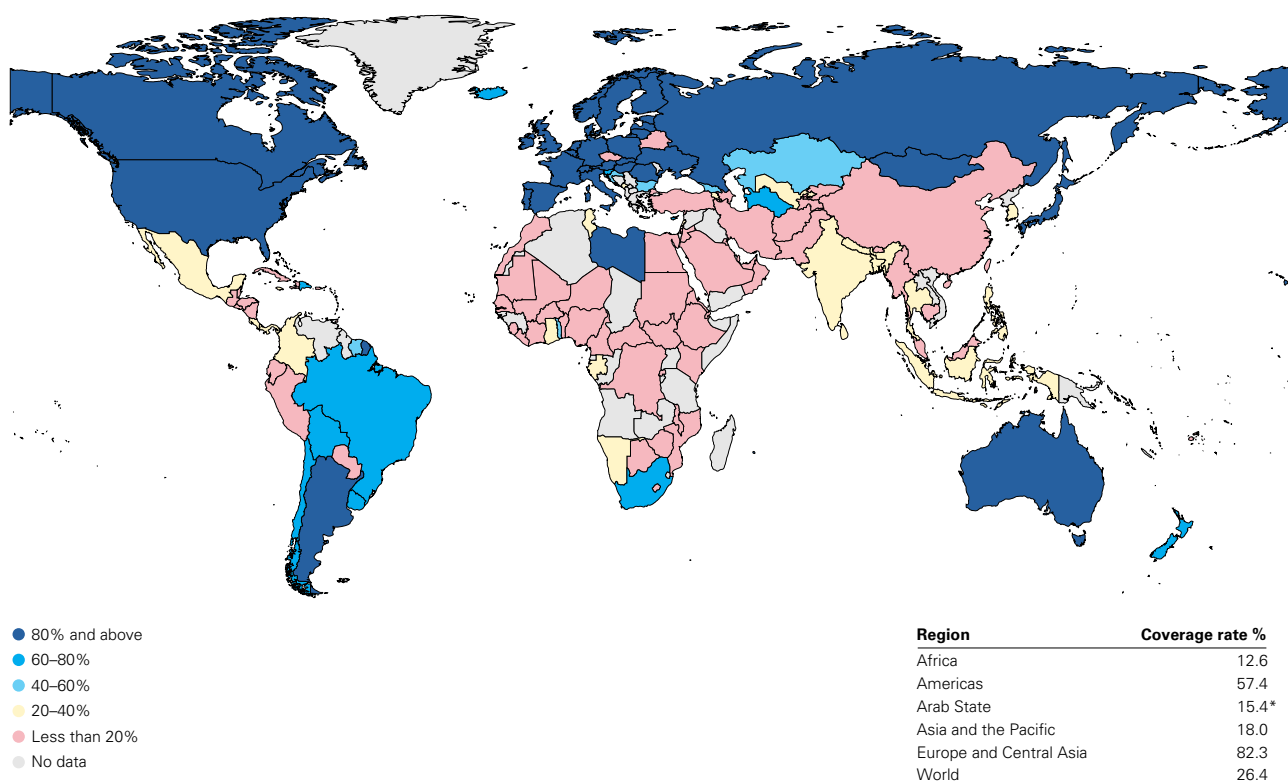 80% and above
60–80%
40–60%
20–40%
Less than 20%
No data
Region Coverage rate %
Africa 12.6
Americas 57.4
Arab State 15.4*
Asia and the Pacific 18.0
Europe and Central Asia 82.3
World 26.4